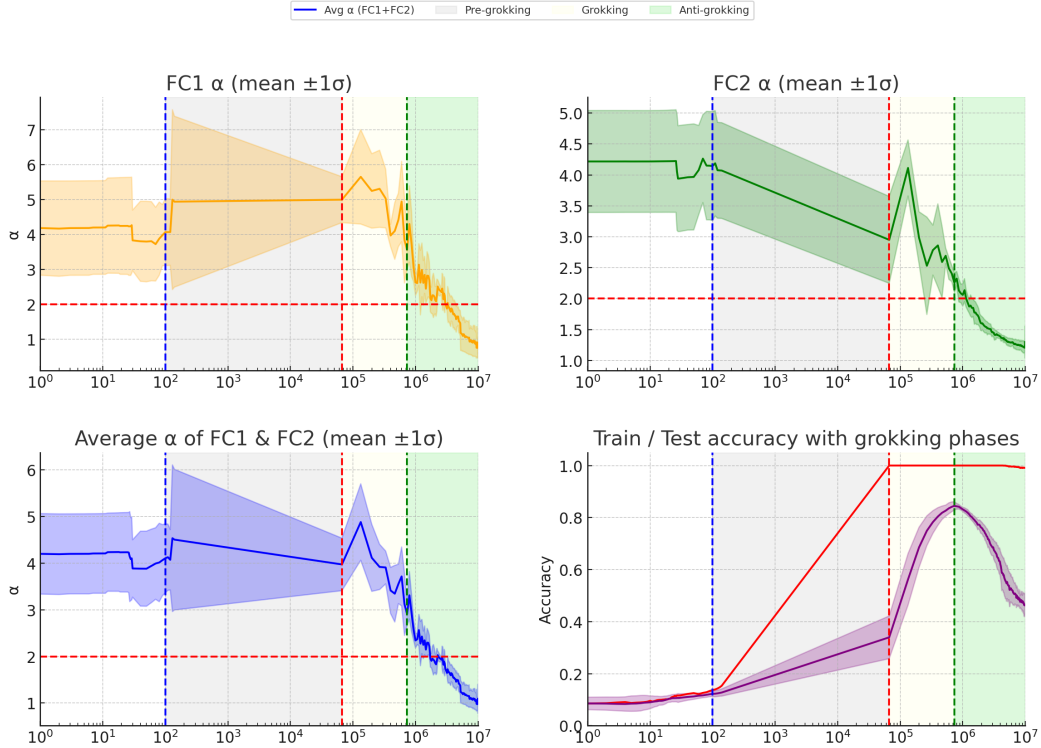 Avg α (FC1+FC2) Pre-grokking Grokking Anti-grokking
FC1 α (mean ±1σ)
α
7
6
5
4
3
2
1
10⁰ 10¹ 10² 10³ 10⁴ 10⁵ 10⁶ 10⁷
FC2 α (mean ±1σ)
5.0
4.5
4.0
3.5
3.0
2.5
2.0
1.5
1.0
10⁰ 10¹ 10² 10³ 10⁴ 10⁵ 10⁶ 10⁷
Average α of FC1 & FC2 (mean ±1σ)
α
6
5
4
3
2
1
10⁰ 10¹ 10² 10³ 10⁴ 10⁵ 10⁶ 10⁷
Train / Test accuracy with grokking phases
Accuracy
1.0
0.8
0.6
0.4
0.2
0.0
10⁰ 10¹ 10² 10³ 10⁴ 10⁵ 10⁶ 10⁷